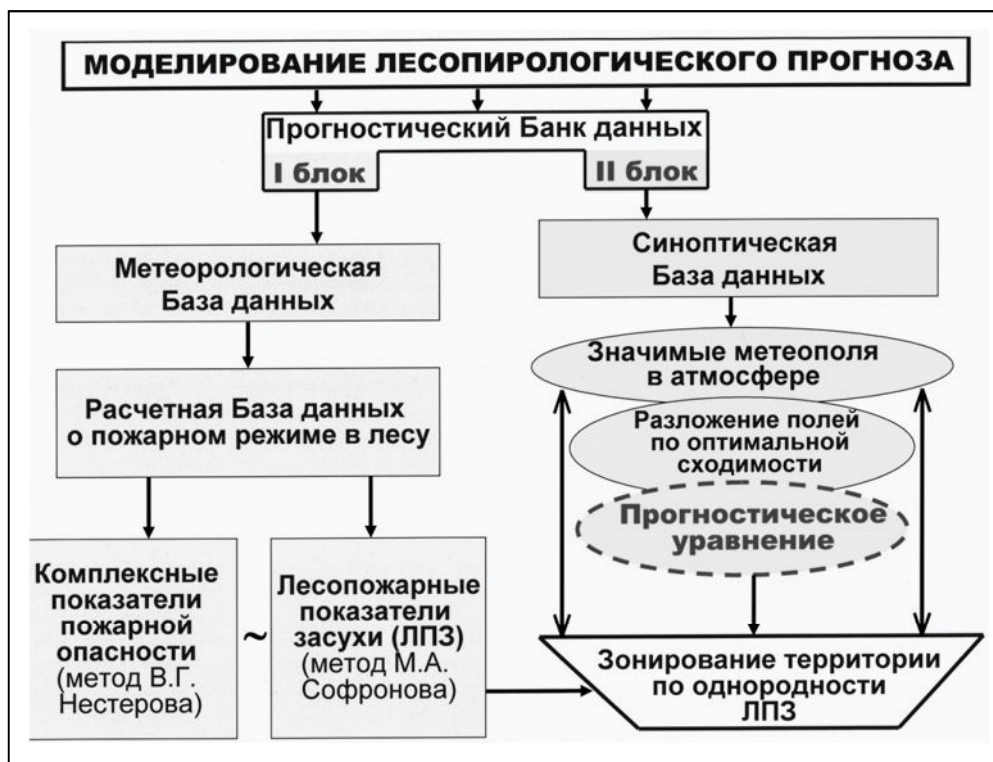 МОДЕЛИРОВАНИЕ ЛЕСОПИРОЛОГИЧЕСКОГО ПРОГНОЗА
Прогностический Банк данных
I блок
II блок
Метеорологическая
База данных
Синоптическая
База данных
Расчетная База данных
о пожарном режиме в лесу
Значимые метеополя
в атмосфере
Разложение полей
по оптимальной
сходимости
Прогностическое
уравнение
Комплексные
показатели
пожарной
опасности
(метод В.Г.
Нестерова)
~
Лесопожарные
показатели
засухи (ЛПЗ)
(метод М.А.
Софронова)
Зонирование территории
по однородности
ЛПЗ